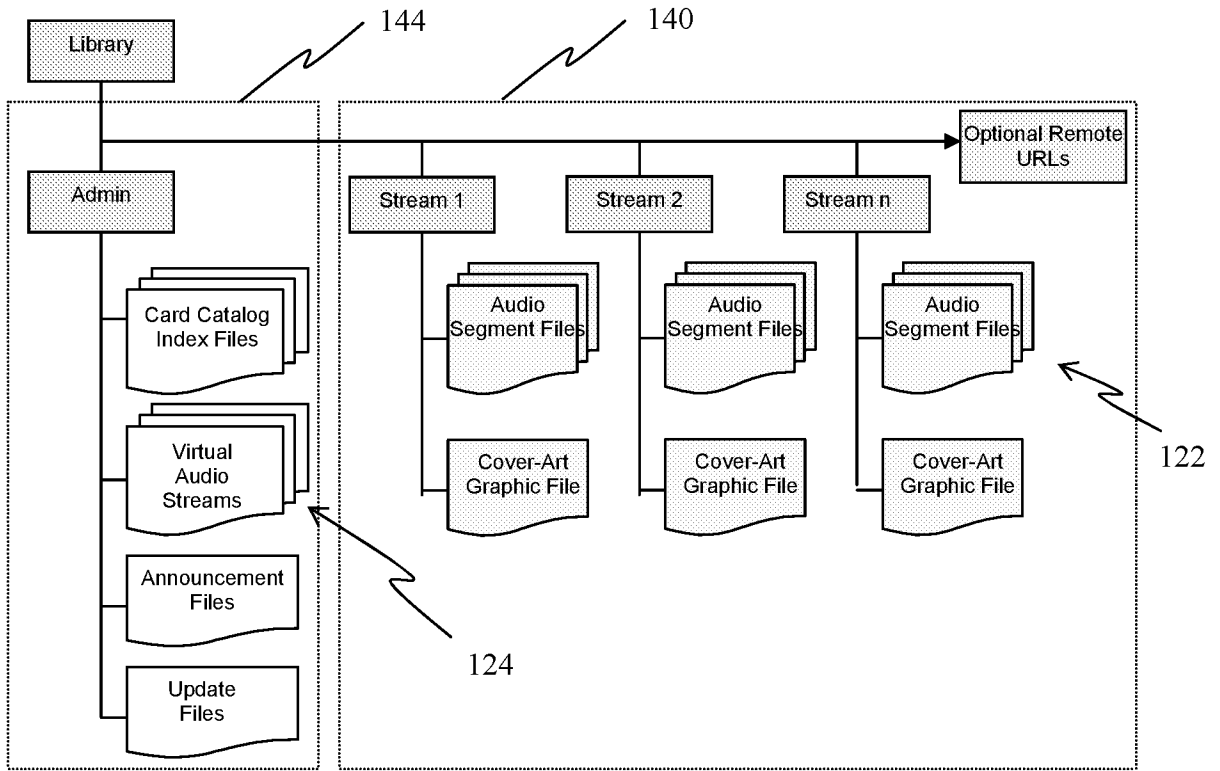 Library
144
140
Optional Remote
URLs
Admin
Stream 1
Stream 2
Stream n
Card Catalog
Index Files
Audio
Segment Files
Audio
Segment Files
Audio
Segment Files
122
Virtual
Audio
Streams
Cover-Art
Graphic File
Cover-Art
Graphic File
Cover-Art
Graphic File
Announcement
Files
124
Update
Files